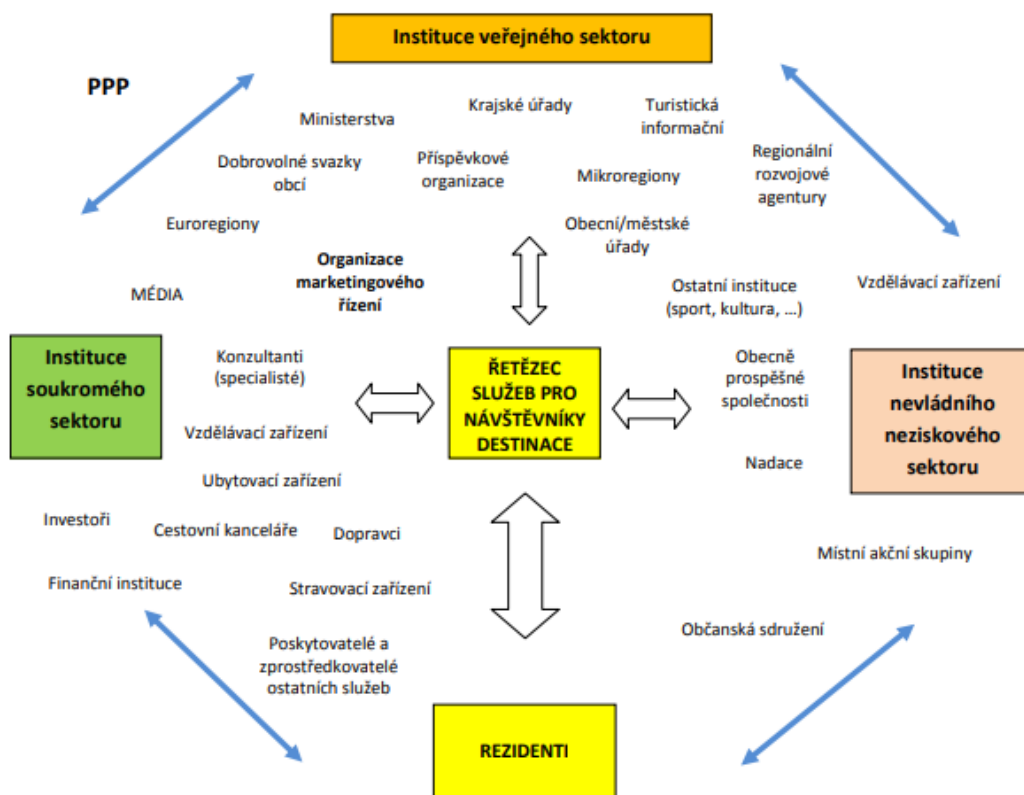 Instituce veřejného sektoru
PPP
Ministerstva
Krajské úřady
Turistická
informační
Dobrovolné svazky
obcí
Příspěvkové
organizace
Mikroregiony
Regionální
rozvojové
agentury
Euroregiony
Obecní/městské
úřady
Organizace
marketingového
řízení
MÉDIA
Ostatní instituce
(sport, kultura, …)
Vzdělávací zařízení
Instituce
soukromého
sektoru
Konzultanti
(specialisté)
ŘETĚZEC
SLUŽEB PRO
NÁVŠTĚVNÍKY
DESTINACE
Obecně
prospěšné
společnosti
Instituce
nevládního
neziskového
sektoru
Vzdělávací zařízení
Nadace
Ubytovací zařízení
Investoři
Cestovní kanceláře
Dopravci
Místní akční skupiny
Finanční instituce
Stravovací zařízení
Občanská sdružení
Poskytovatelé a
zprostředkovatelé
ostatních služeb
REZIDENTI